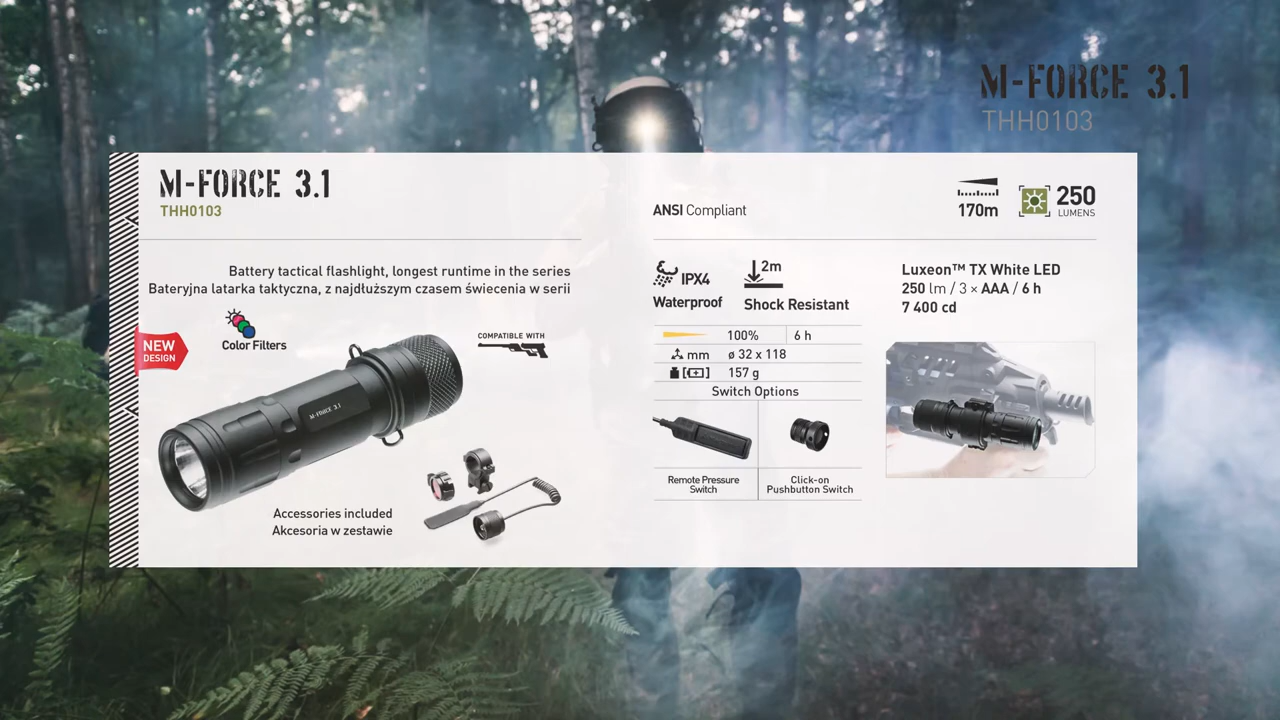 M-FORCE 3.1
THH0103
M-FORCE 3.1
THH0103
Battery tactical flashlight, longest runtime in the series
Bateryjna latarka taktyczna, z najdłuższym czasem świecenia w serii
NEW
DESIGN
Color Filters
COMPATIBLE WITH
M-FORCE 3.1
Accessories included
Akcesoria w zestawie
ANSI Compliant
170m
250
LUMENS
IPX4
Waterproof
2m
Shock Resistant
100% 6 h
mm ø 32 x 118
157 g
Switch Options
Remote Pressure
Switch
Click-on
Pushbutton Switch
Luxeon™ TX White LED
250 lm / 3 × AAA / 6 h
7 400 cd